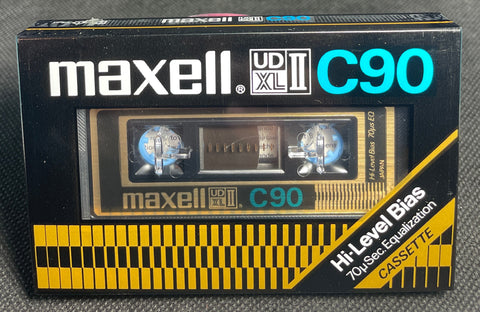 maxell® UD XL II C90
Hi-Level Bias 70μs EQ
JAPAN
maxell UD XL II C90
Hi-Level Bias
70μSec. Equalization
CASSETTE